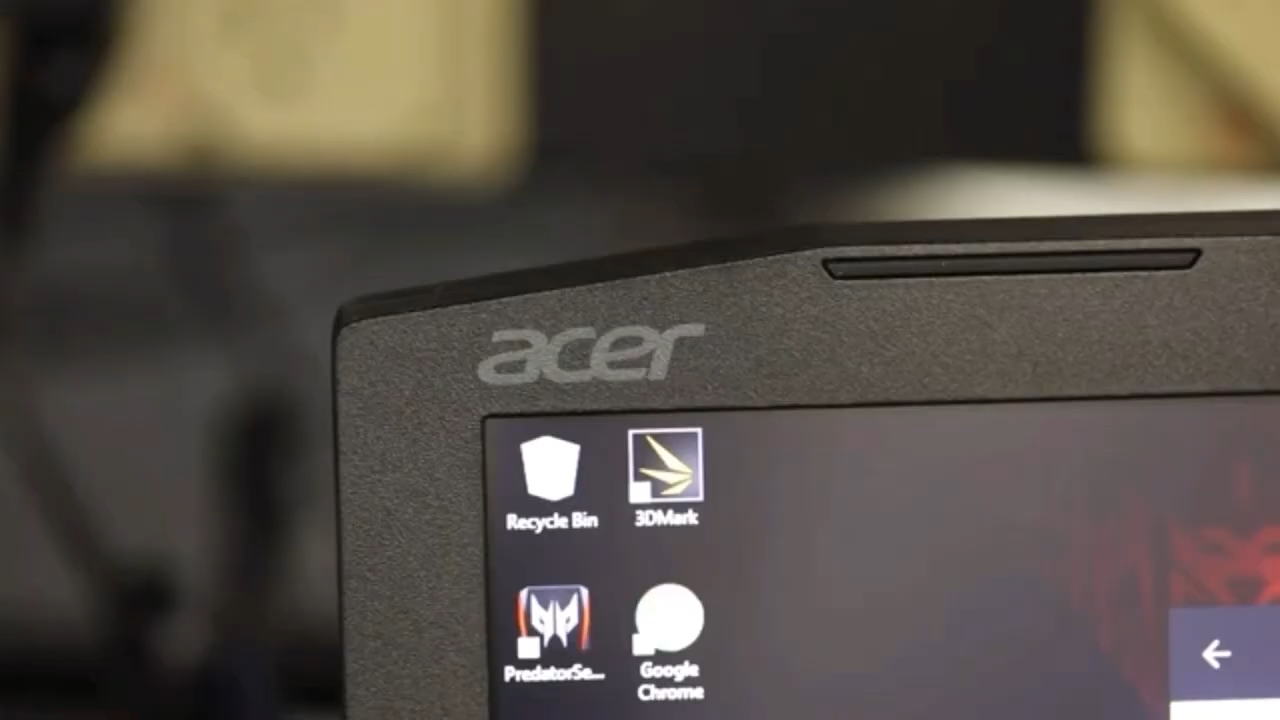 acer
Recycle Bin
3DMark
PredatorSe...
Google
Chrome